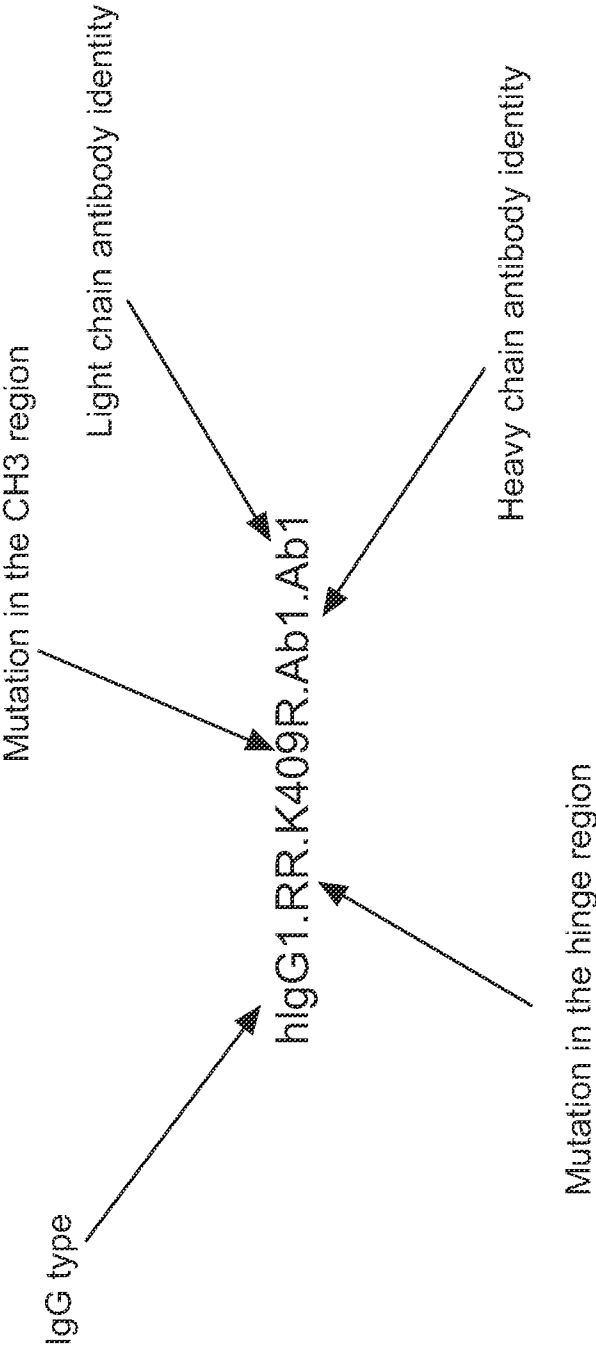 Mutation in the CH3 region
IgG type
Light chain antibody identity
hIgG1.RR.K409R.Ab1.Ab1
Mutation in the hinge region
Heavy chain antibody identity